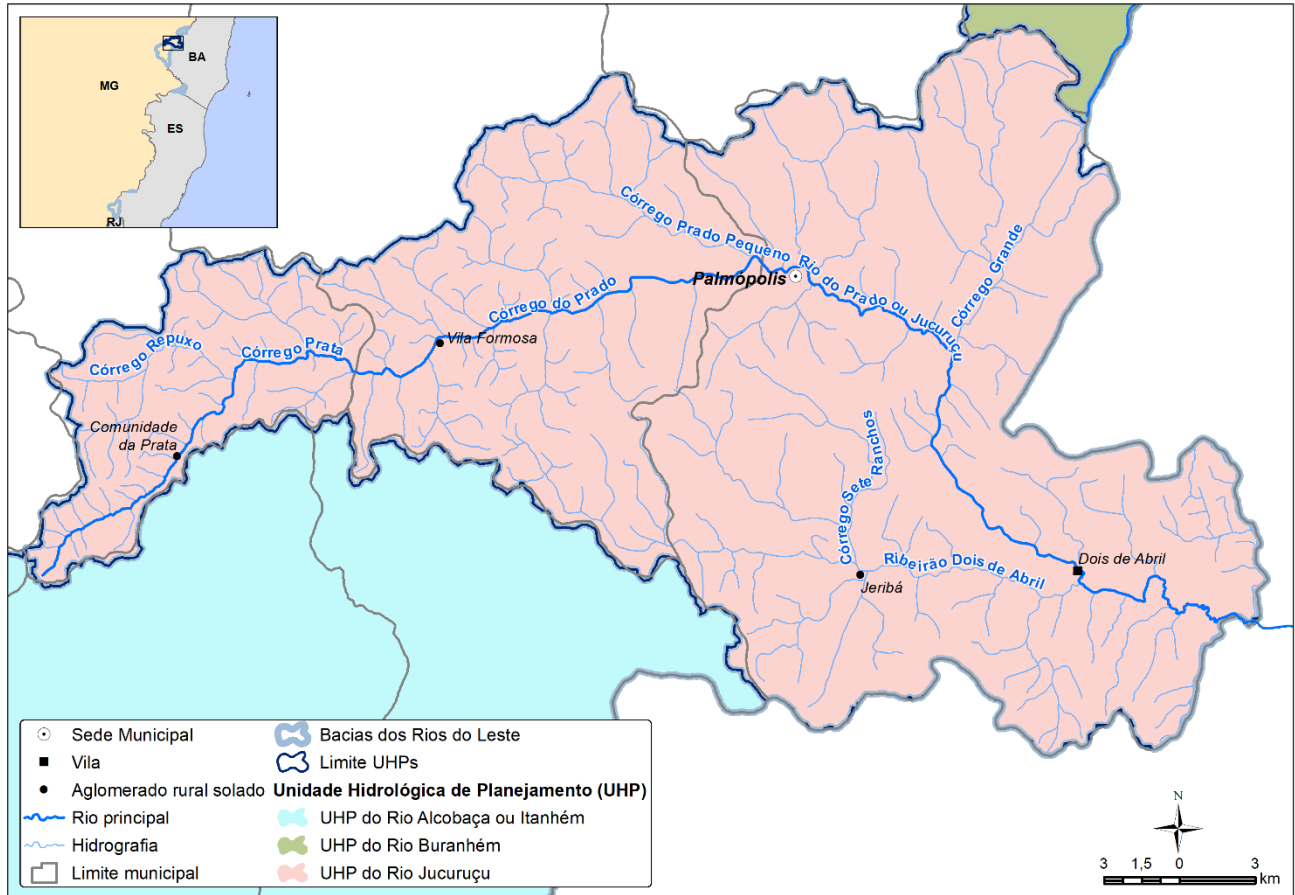 MG
BA
ES
RJ
Córrego Prado Pequeno
Rio do Prado ou Jucuruçu
Córrego Grande
Palmópolis
Córrego do Prado
Vila Formosa
Córrego Prata
Córrego Repuxo
Comunidade
da Prata
Córrego Sete Ranchos
Ribeirão Dois de Abril
Dois de Abril
Jeribá
Sede Municipal
Vila
Aglomerado rural solado
Rio principal
Hidrografia
Limite municipal
Bacias dos Rios do Leste
Limite UHPs
Unidade Hidrológica de Planejamento (UHP)
UHP do Rio Alcobaça ou Itanhém
UHP do Rio Buranhém
UHP do Rio Jucuruçu
N
3 1,5 0 3
km